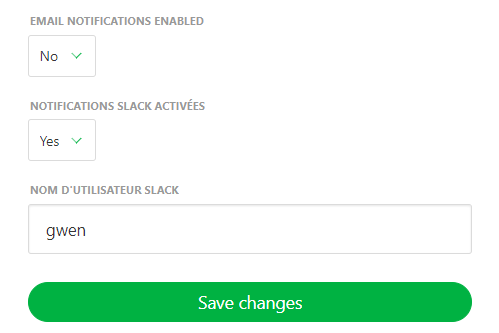 EMAIL NOTIFICATIONS ENABLED
No
NOTIFICATIONS SLACK ACTIVÉES
Yes
NOM D'UTILISATEUR SLACK
gwen
Save changes